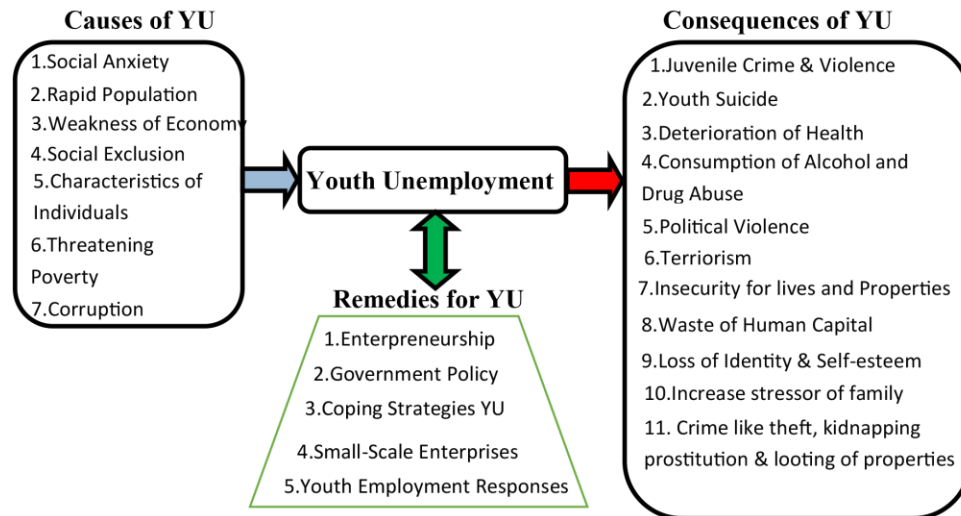 Causes of YU
1.Social Anxiety
2.Rapid Population
3.Weakness of Economy
4.Social Exclusion
5.Characteristics of
Individuals
6.Threatening
Poverty
7.Corruption
Youth Unemployment
Remedies for YU
1.Enterpreneurship
2.Government Policy
3.Coping Strategies YU
4.Small-Scale Enterprises
5.Youth Employment Responses
Consequences of YU
1.Juvenile Crime & Violence
2.Youth Suicide
3.Deterioration of Health
4.Consumption of Alcohol and
Drug Abuse
5.Political Violence
6.Terriorism
7.Insecurity for lives and Properties
8.Waste of Human Capital
9.Loss of Identity & Self-esteem
10.Increase stressor of family
11. Crime like theft, kidnapping
prostitution & looting of properties